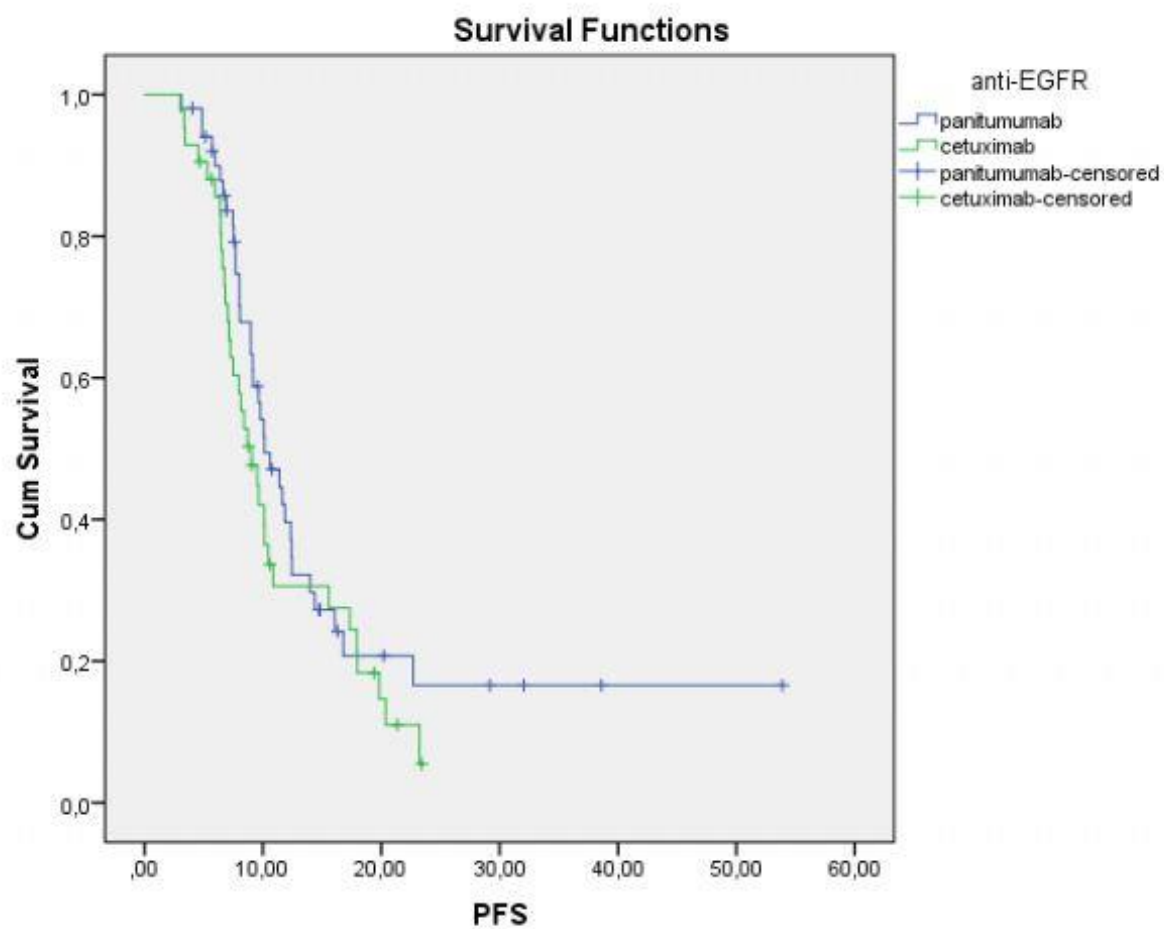 Survival Functions
anti-EGFR
panitumumab
cetuximab
panitumumab-censored
cetuximab-censored
Cum Survival
1,0
0,8
0,6
0,4
0,2
0,0
,00 10,00 20,00 30,00 40,00 50,00 60,00
PFS